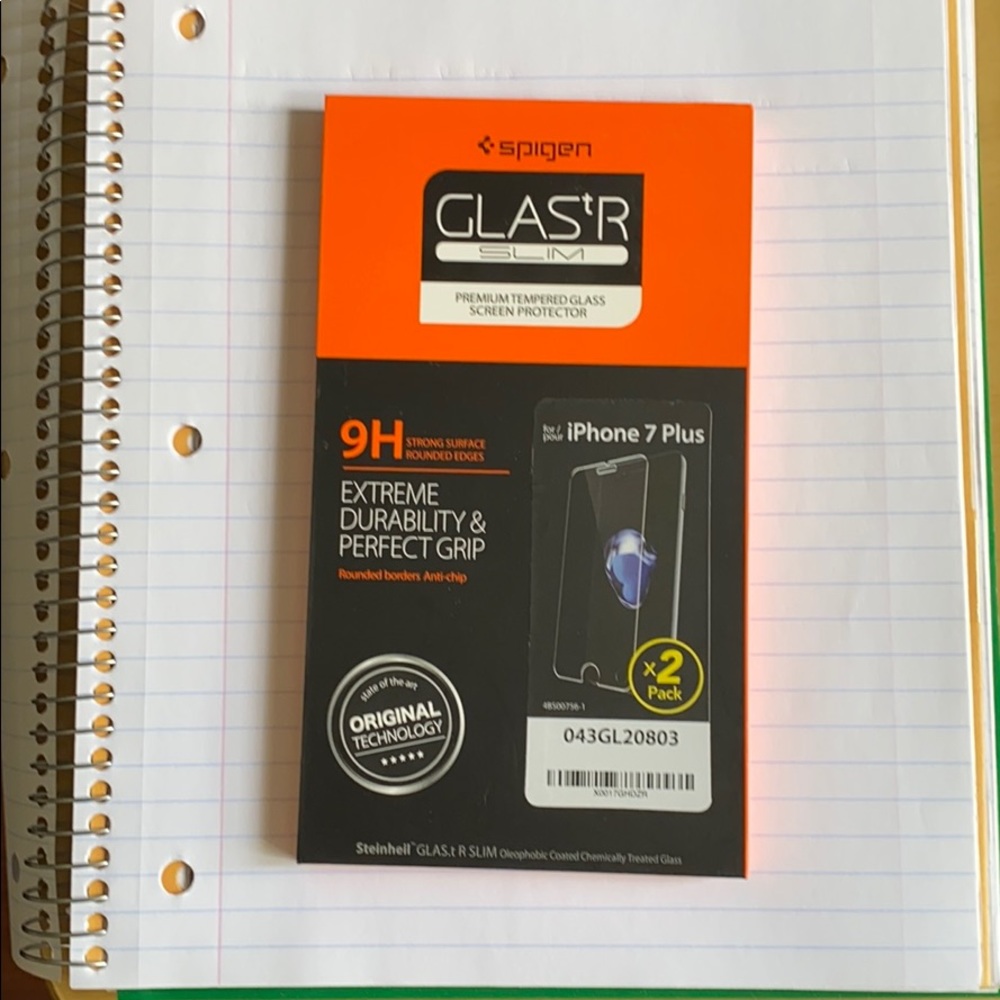 spigen
GLAS.tR
SLIM
PREMIUM TEMPERED GLASS
SCREEN PROTECTOR
9H STRONG SURFACE
ROUNDED EDGES
EXTREME
DURABILITY &
PERFECT GRIP
Rounded borders Anti-chip
state of the art
ORIGINAL
TECHNOLOGY
for /
pour iPhone 7 Plus
x2
Pack
043GL20803
Steinheil™ GLAS.t R SLIM Oleophobic Coated Chemically Treated Glass